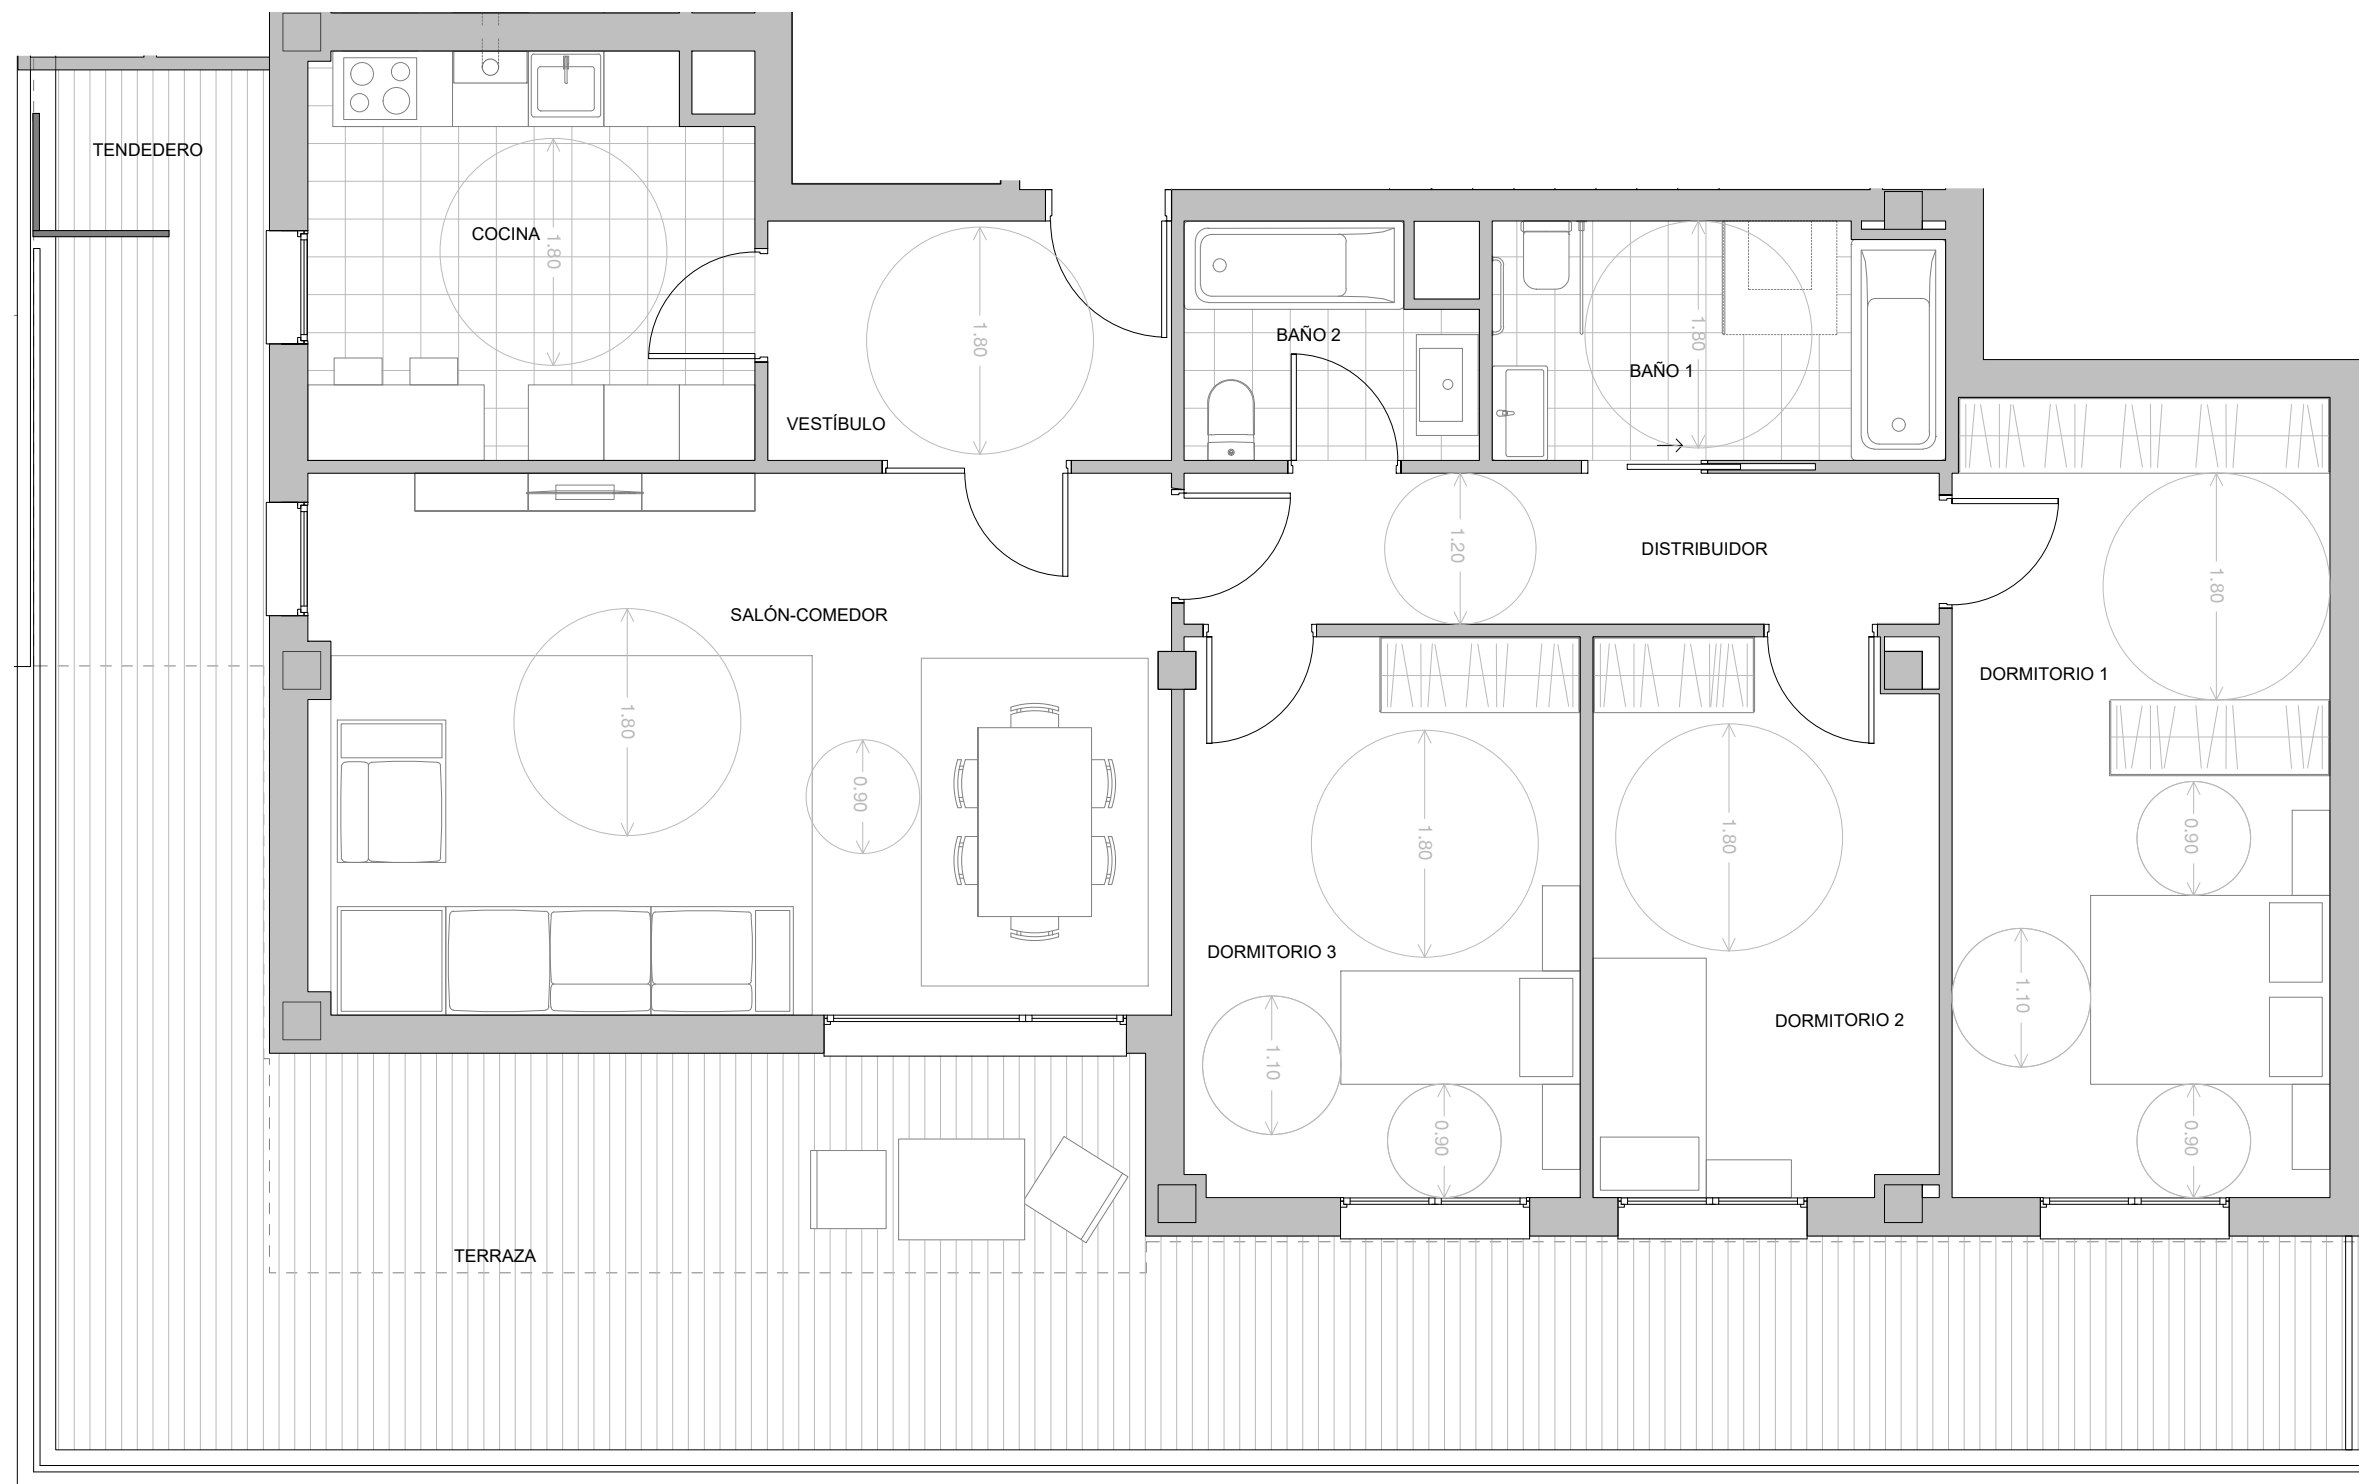 TENDEDERO
COCINA
1.80
1.80
VESTÍBULO
BAÑO 2
1.80
BAÑO 1
1.20
DISTRIBUIDOR
1.80
SALÓN-COMEDOR
1.80
0.90
DORMITORIO 1
0.90
1.80
1.80
DORMITORIO 3
1.10
DORMITORIO 2
1.10
0.90
0.90
TERRAZA